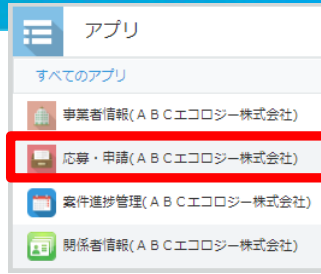 アプリ
すべてのアプリ
事業者情報(ＡＢＣエコロジー株式会社)
応募・申請(ＡＢＣエコロジー株式会社)
案件進捗管理(ＡＢＣエコロジー株式会社)
関係者情報(ＡＢＣエコロジー株式会社)